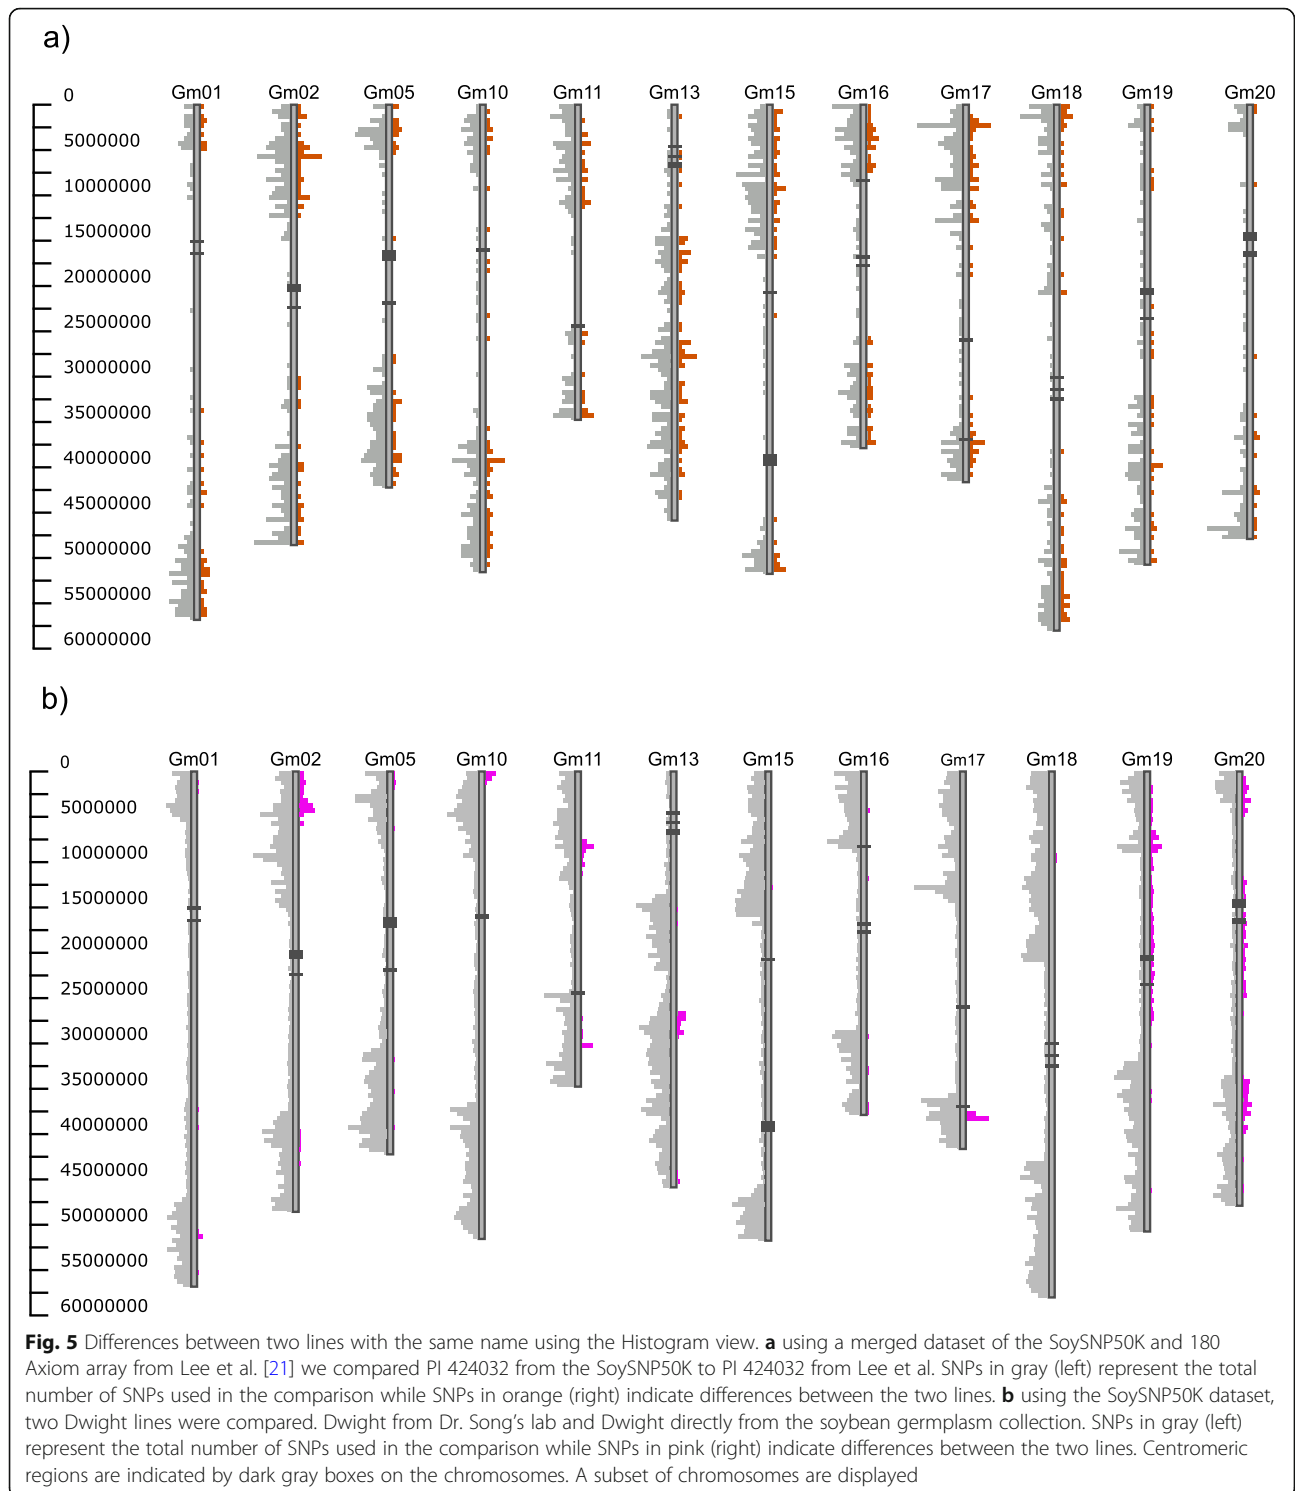 a)
0 Gm01 Gm02 Gm05 Gm10 Gm11 Gm13 Gm15 Gm16 Gm17 Gm18 Gm19 Gm20
5000000
10000000
15000000
20000000
25000000
30000000
35000000
40000000
45000000
50000000
55000000
60000000
b)
0 Gm01 Gm02 Gm05 Gm10 Gm11 Gm13 Gm15 Gm16 Gm17 Gm18 Gm19 Gm20
5000000
10000000
15000000
20000000
25000000
30000000
35000000
40000000
45000000
50000000
55000000
60000000
Fig. 5 Differences between two lines with the same name using the Histogram view. a using a merged dataset of the SoySNP50K and 180
Axiom array from Lee et al. [21] we compared PI 424032 from the SoySNP50K to PI 424032 from Lee et al. SNPs in gray (left) represent the total
number of SNPs used in the comparison while SNPs in orange (right) indicate differences between the two lines. b using the SoySNP50K dataset,
two Dwight lines were compared. Dwight from Dr. Song's lab and Dwight directly from the soybean germplasm collection. SNPs in gray (left)
represent the total number of SNPs used in the comparison while SNPs in pink (right) indicate differences between the two lines. Centromeric
regions are indicated by dark gray boxes on the chromosomes. A subset of chromosomes are displayed